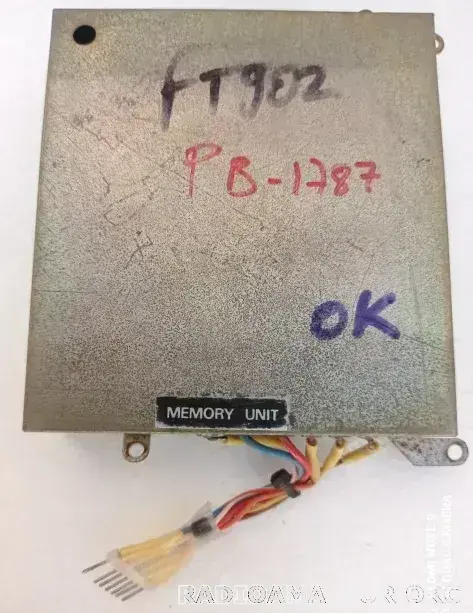 FT902
PB-1787
OK
MEMORY UNIT